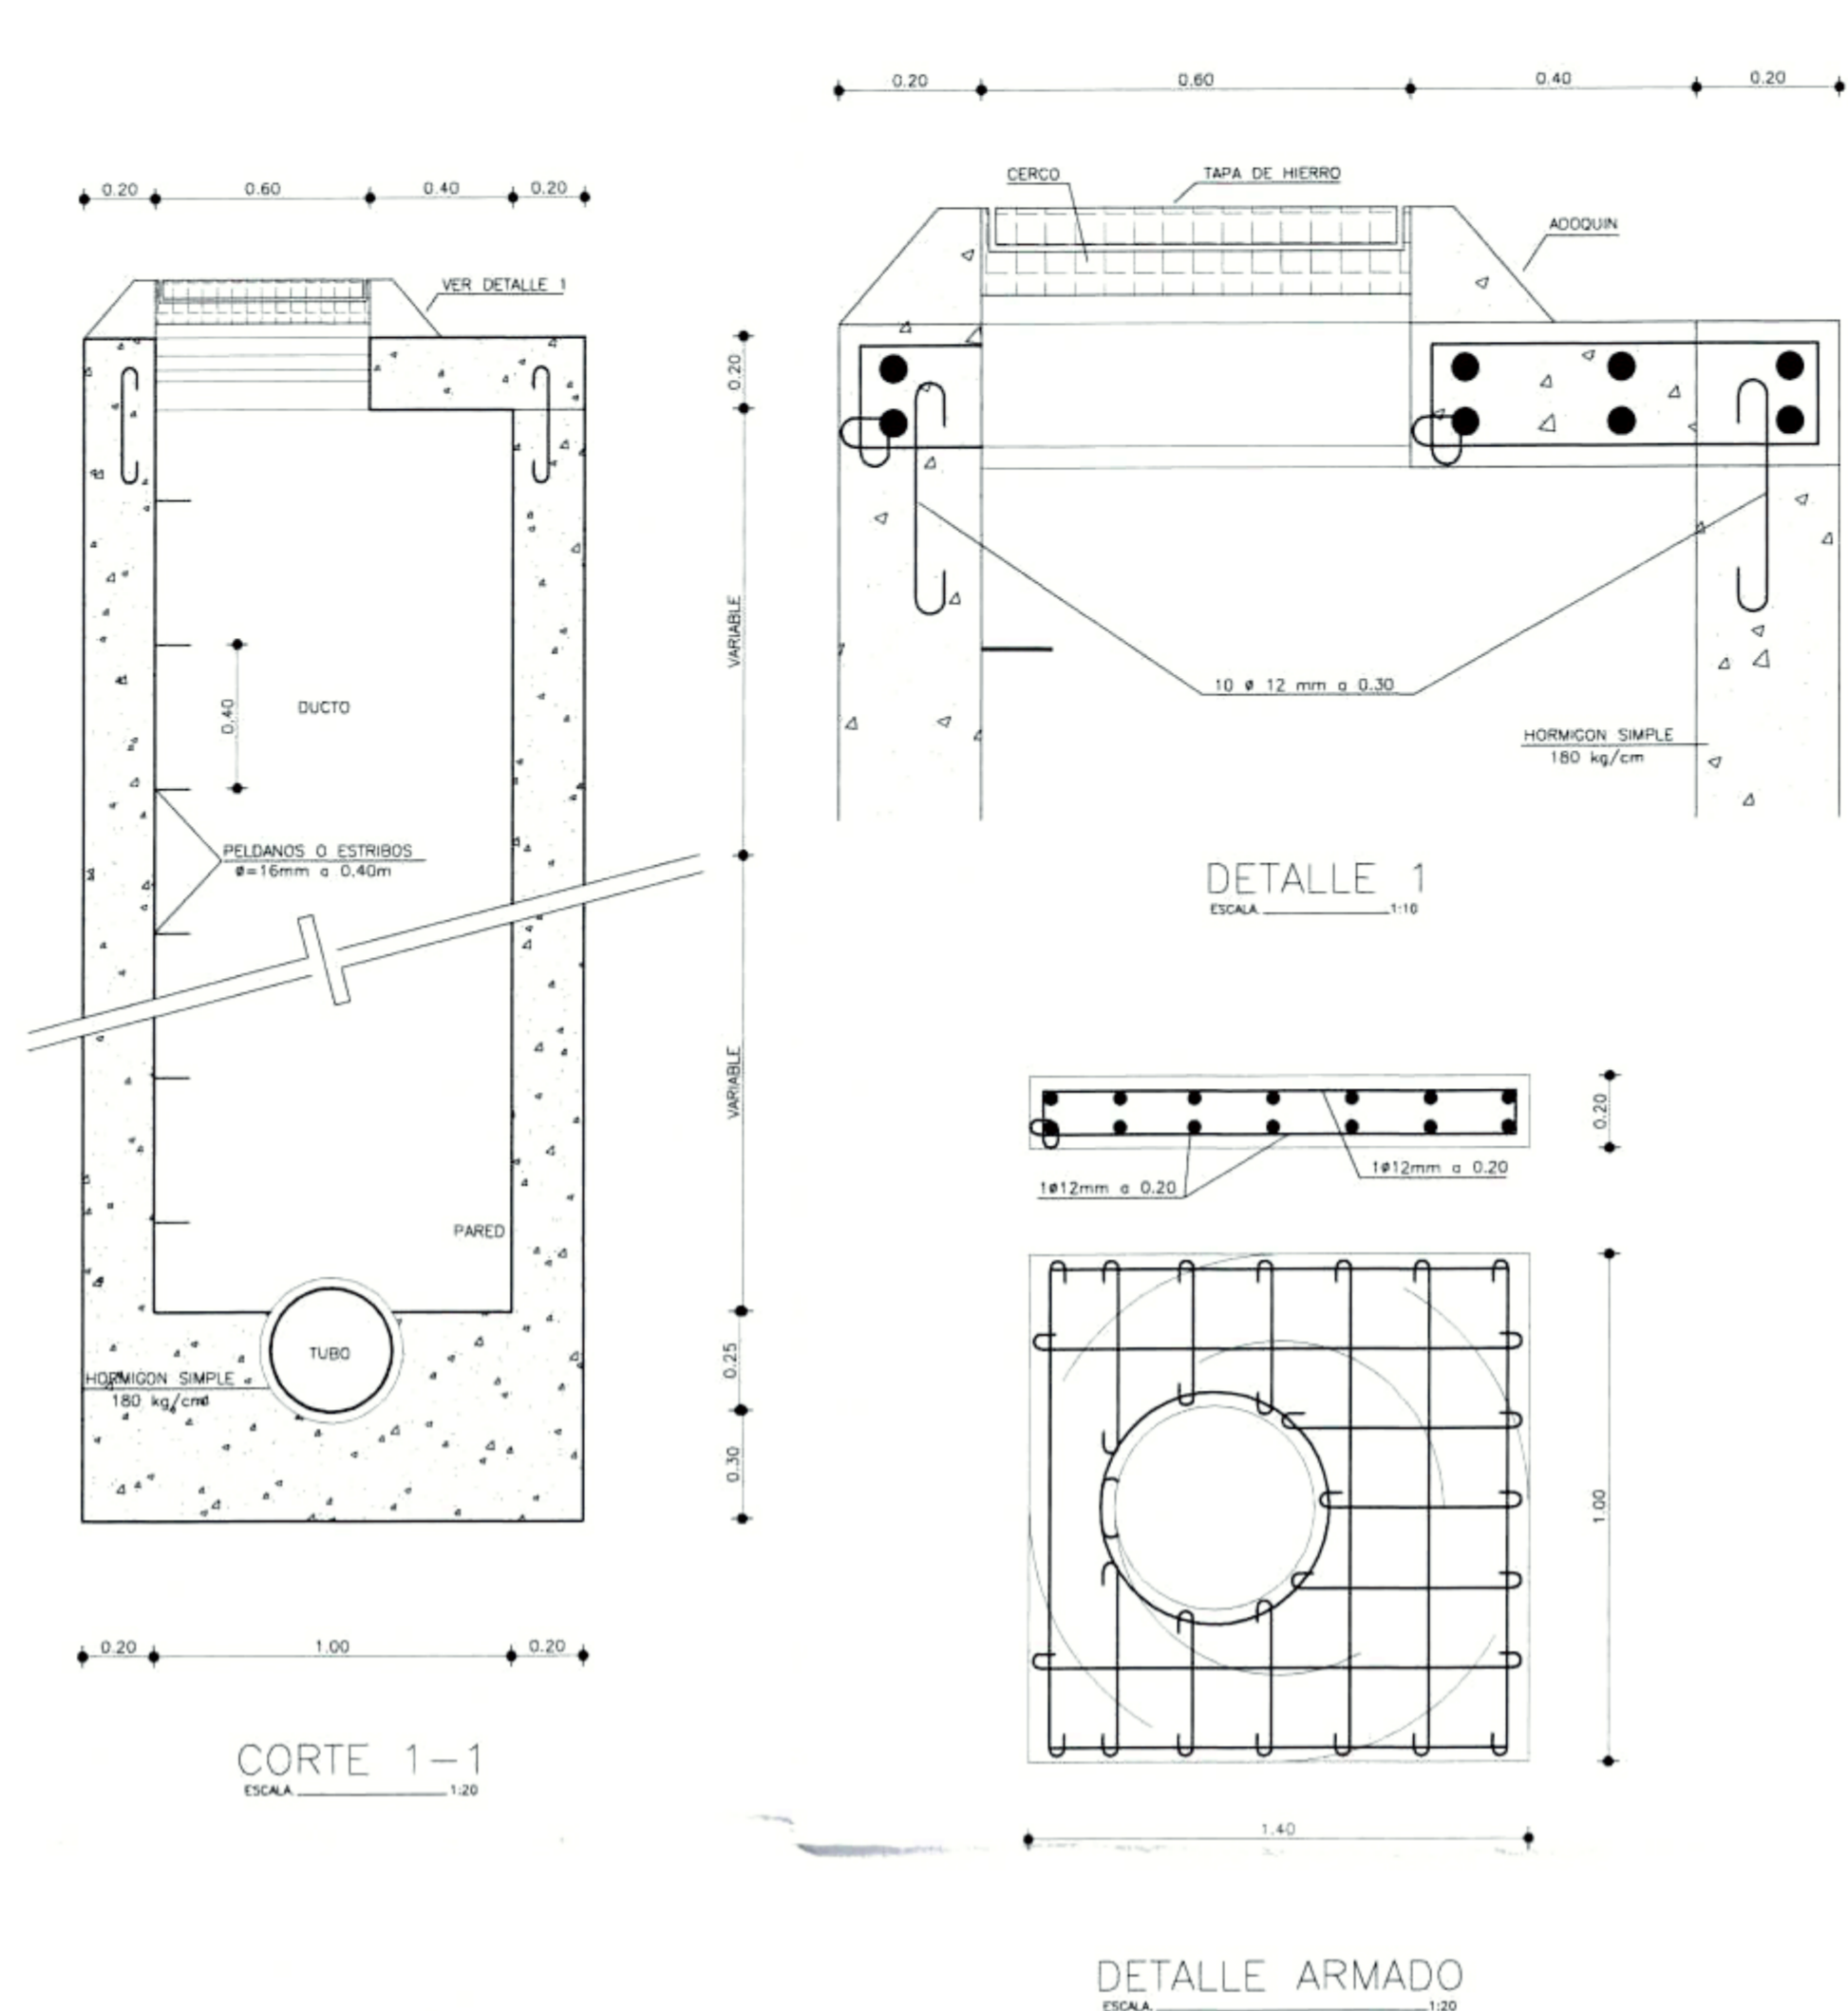 0.20 0.60 0.40 0.20
VER DETALLE 1
0.20
VARIABLE
0.40
DUCTO
PELDANOS O ESTRIBOS
ø=16mm a 0.40m
VARIABLE
PARED
TUBO
HORMIGON SIMPLE
180 kg/cmø
0.25
0.30
0.20 1.00 0.20
CORTE 1-1
ESCALA 1:20
0.20 0.60 0.40 0.20
CERCO
TAPA DE HIERRO
ADOQUIN
10 ø 12 mm a 0.30
HORMIGON SIMPLE
180 kg/cm
DETALLE 1
ESCALA 1:10
0.20
1ø12mm a 0.20
1ø12mm a 0.20
1.00
1.40
DETALLE ARMADO
ESCALA 1:20